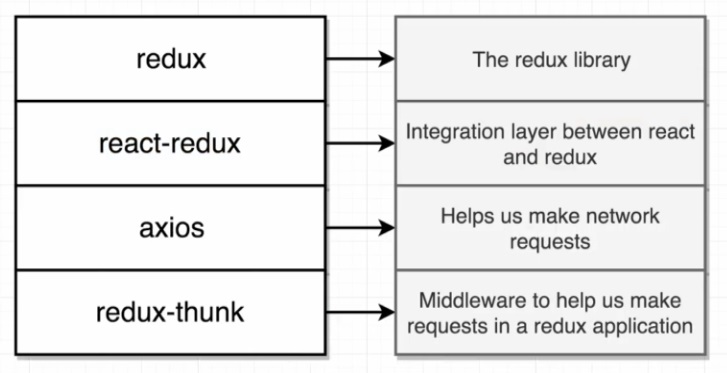 redux
The redux library
react-redux
Integration layer between react
and redux
axios
Helps us make network
requests
redux-thunk
Middleware to help us make
requests in a redux application